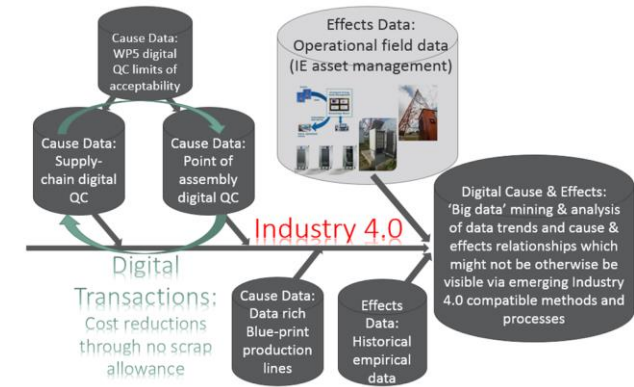 Cause Data:
WP5 digital
QC limits of
acceptability
Effects Data:
Operational field data
(IE asset management)
Cause Data:
Supply-
chain digital
QC
Cause Data:
Point of
assembly
digital QC
Digital Cause & Effects:
'Big data' mining & analysis
of data trends and cause &
effects relationships which
might not be otherwise be
visible via emerging Industry
4.0 compatible methods and
processes
Industry 4.0
Digital
Transactions:
Cost reductions
through no scrap
allowance
Cause Data:
Data rich
Blue-print
production
lines
Effects
Data:
Historical
empirical
data